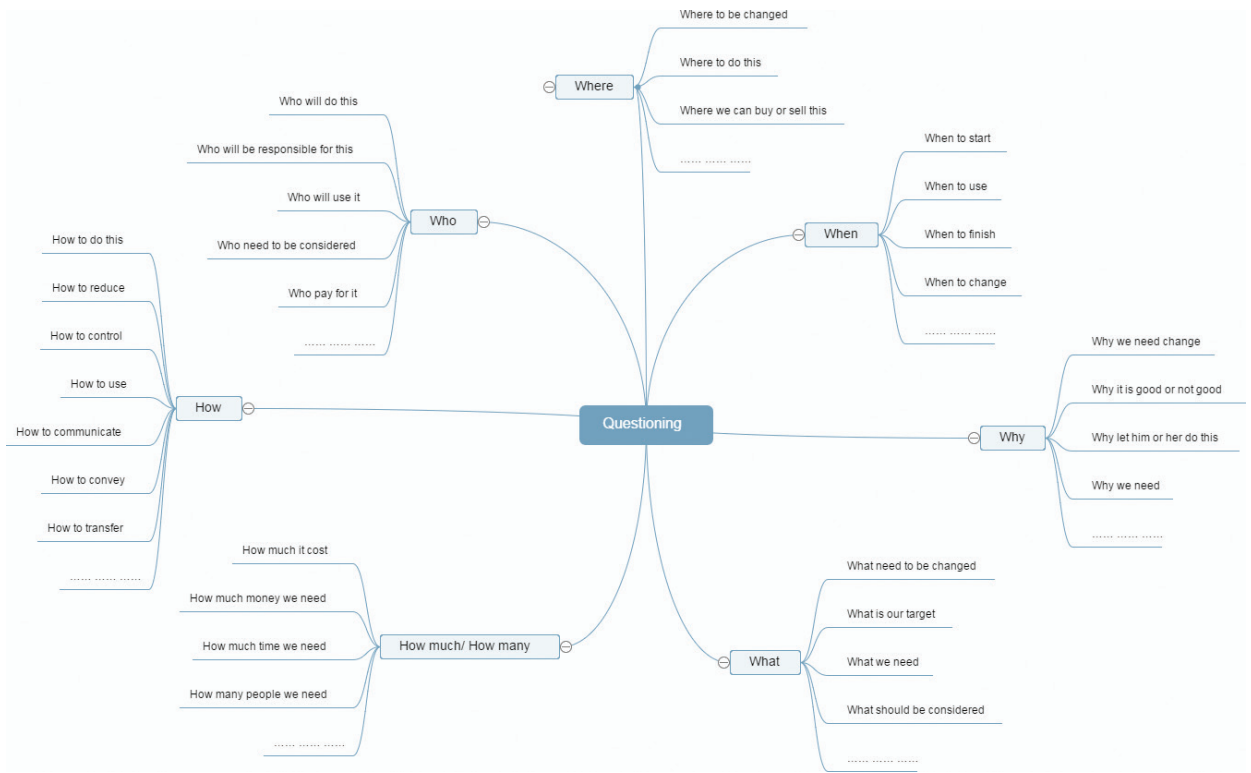 Where to be changed
Where to do this
Where
Where we can buy or sell this
…… …… ……
Who will do this
Who will be responsible for this
Who will use it
Who
Who need to be considered
Who pay for it
…… …… ……
When to start
When to use
When
When to finish
When to change
…… …… ……
How to do this
How to reduce
How to control
How to use
How
How to communicate
How to convey
How to transfer
…… …… ……
Questioning
Why we need change
Why it is good or not good
Why
Why let him or her do this
Why we need
…… …… ……
How much it cost
How much money we need
How much/ How many
How much time we need
How many people we need
…… …… ……
What need to be changed
What is our target
What
What we need
What should be considered
…… …… ……